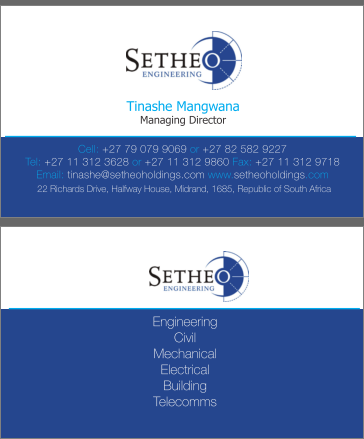 SETHEO
ENGINEERING
Tinashe Mangwana
Managing Director
Cell: +27 79 079 9069 or +27 82 582 9227
Tel: +27 11 312 3628 or +27 11 312 9860 Fax: +27 11 312 9718
Email: tinashe@setheoholdings.com www.setheoholdings.com
22 Richards Drive, Halfway House, Midrand, 1685, Republic of South Africa
SETHEO
ENGINEERING
Engineering
Civil
Mechanical
Electrical
Building
Telecomms